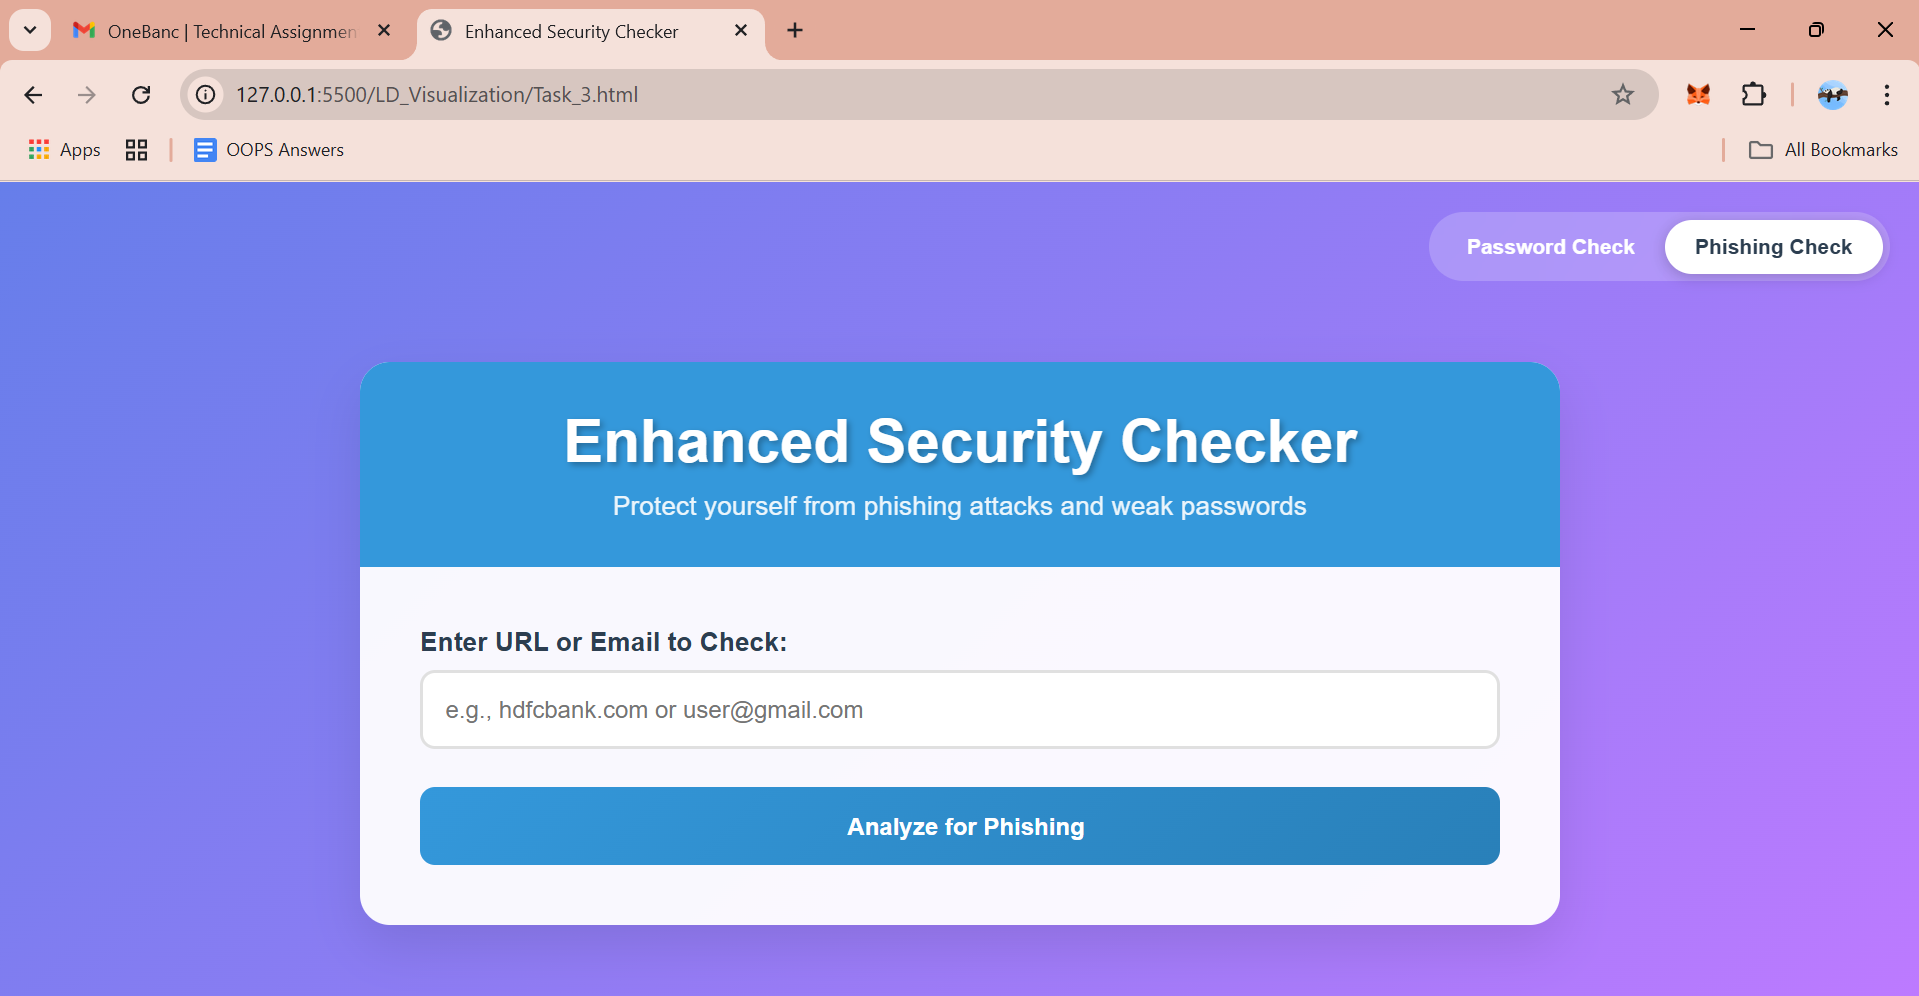 OneBanc | Technical Assignmen
Enhanced Security Checker
127.0.0.1:5500/LD_Visualization/Task_3.html
Apps
OOPS Answers
All Bookmarks
Password Check
Phishing Check
Enhanced Security Checker
Protect yourself from phishing attacks and weak passwords
Enter URL or Email to Check:
e.g., hdfcbank.com or user@gmail.com
Analyze for Phishing